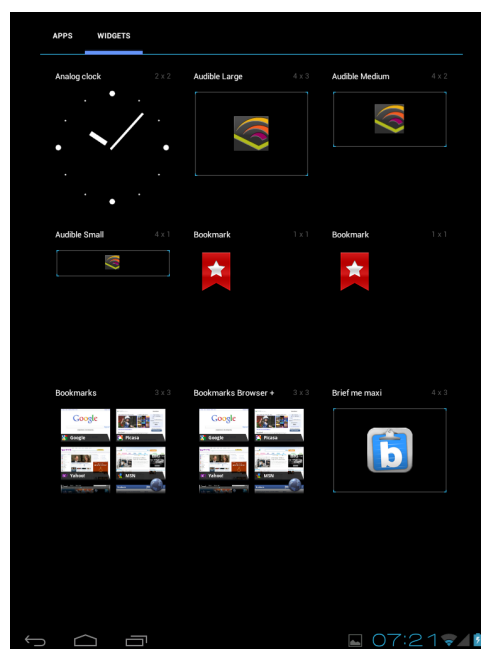 APPS WIDGETS
Analog clock 2 x 2 Audible Large 4 x 3 Audible Medium 4 x 2
Audible Small 4 x 1 Bookmark 1 x 1 Bookmark 1 x 1
Bookmarks 3 x 3 Bookmarks Browser + 3 x 3 Brief me maxi 4 x 3
Google Google
Google Picasa Google Picasa
Yahoo! MSN Yahoo! MSN
b
07:21